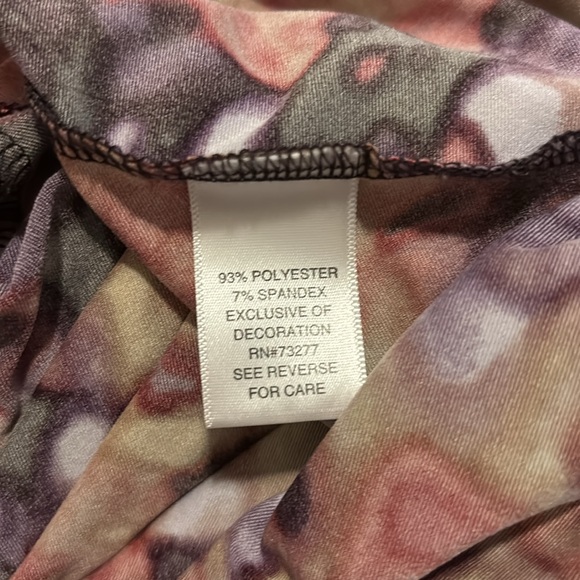 93% POLYESTER
7% SPANDEX
EXCLUSIVE OF
DECORATION
RN#73277
SEE REVERSE
FOR CARE